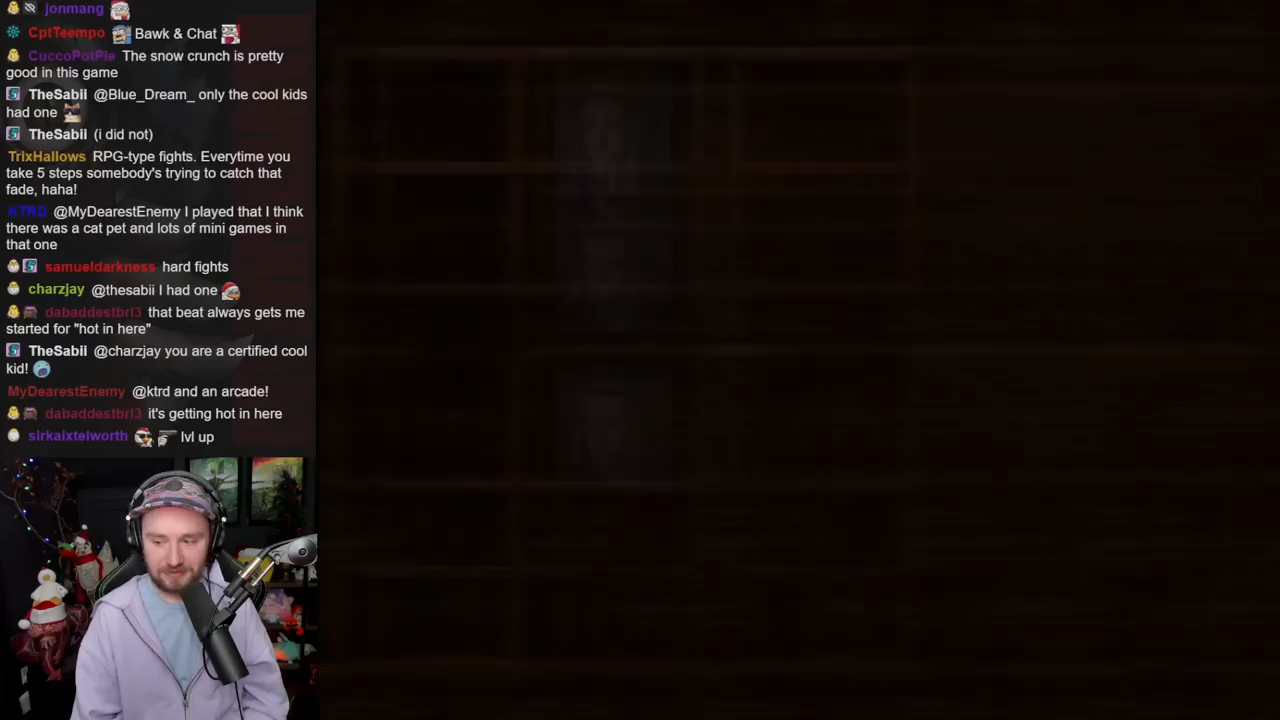 jonmang
CptTeempo Bawk & Chat
CuccoPotPie The snow crunch is pretty
good in this game
TheSabii @Blue_Dream_ only the cool kids
had one
TheSabii (i did not)
TrixHallows RPG-type fights. Everytime you
take 5 steps somebody's trying to catch that
fade, haha!
KTRD @MyDearestEnemy I played that I think
there was a cat pet and lots of mini games in
that one
samueldarkness hard fights
charzjay @thesabii I had one
dabaddestbri3 that beat always gets me
started for "hot in here"
TheSabii @charzjay you are a certified cool
kid!
MyDearestEnemy @ktrd and an arcade!
dabaddestbri3 it's getting hot in here
sirkaixtelworth lvl up